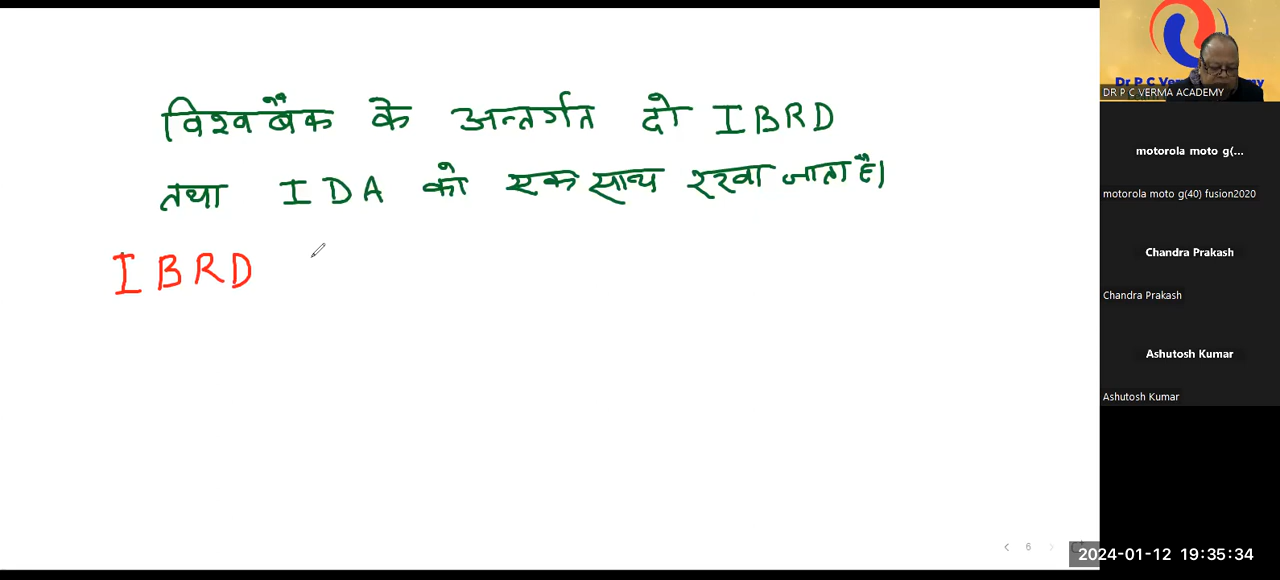 विश्व बैंक के अन्तर्गत दो IBRD
तथा IDA को एक साथ रखा जाता है।
IBRD
DR P C VERMA ACADEMY
motorola moto g(...
motorola moto g(40) fusion2020
Chandra Prakash
Chandra Prakash
Ashutosh Kumar
Ashutosh Kumar
6
2024-01-12 19:35:34